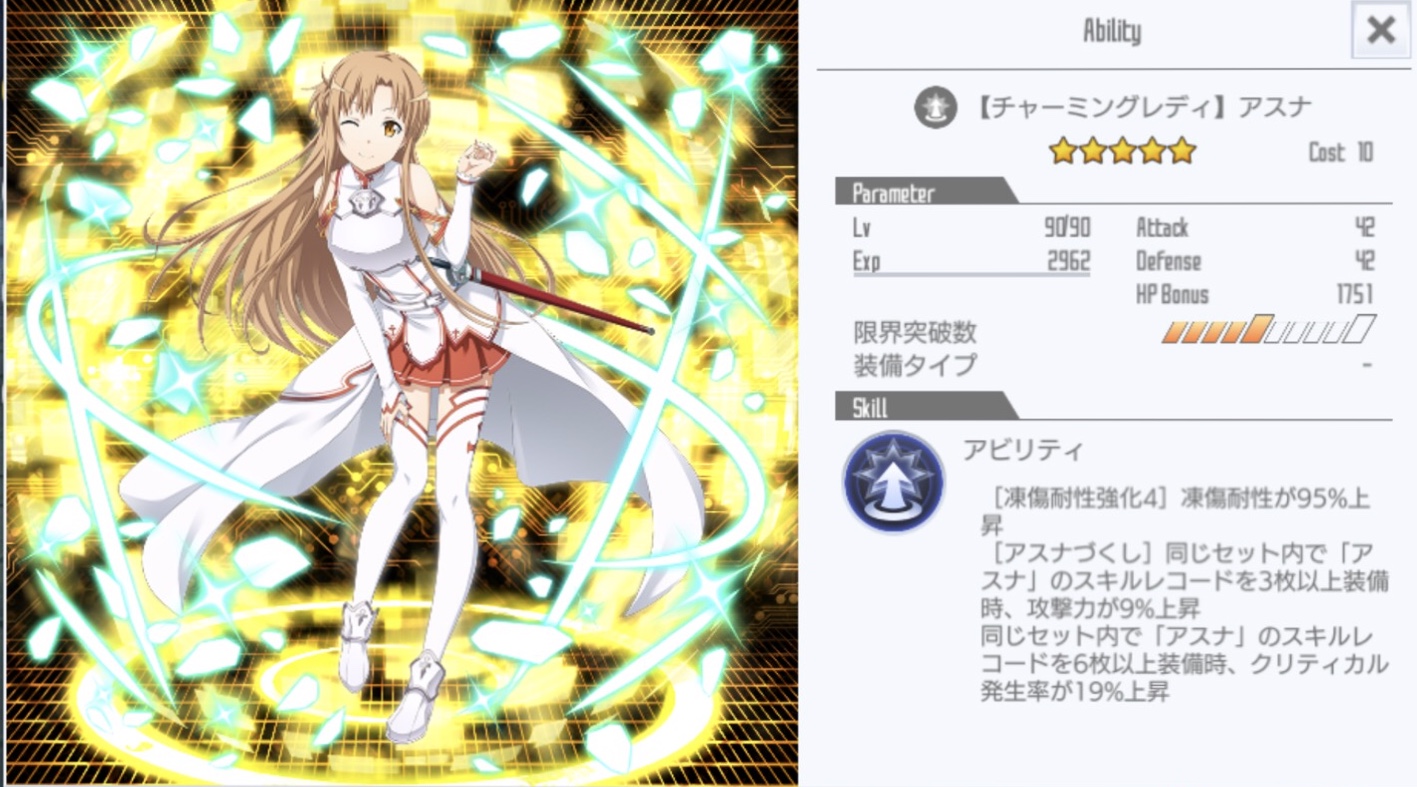 Ability
【チャーミングレディ】アスナ
Cost 10
Parameter
Lv 90/90 Attack 42
Exp 2962 Defense 42
HP Bonus 1751
限界突破数
装備タイプ -
Skill
アビリティ
［凍傷耐性強化4］凍傷耐性が95%上
昇
［アスナづくし］同じセット内で「ア
スナ」のスキルレコードを3枚以上装備
時、攻撃力が9%上昇
同じセット内で「アスナ」のスキルレ
コードを6枚以上装備時、クリティカル
発生率が19%上昇